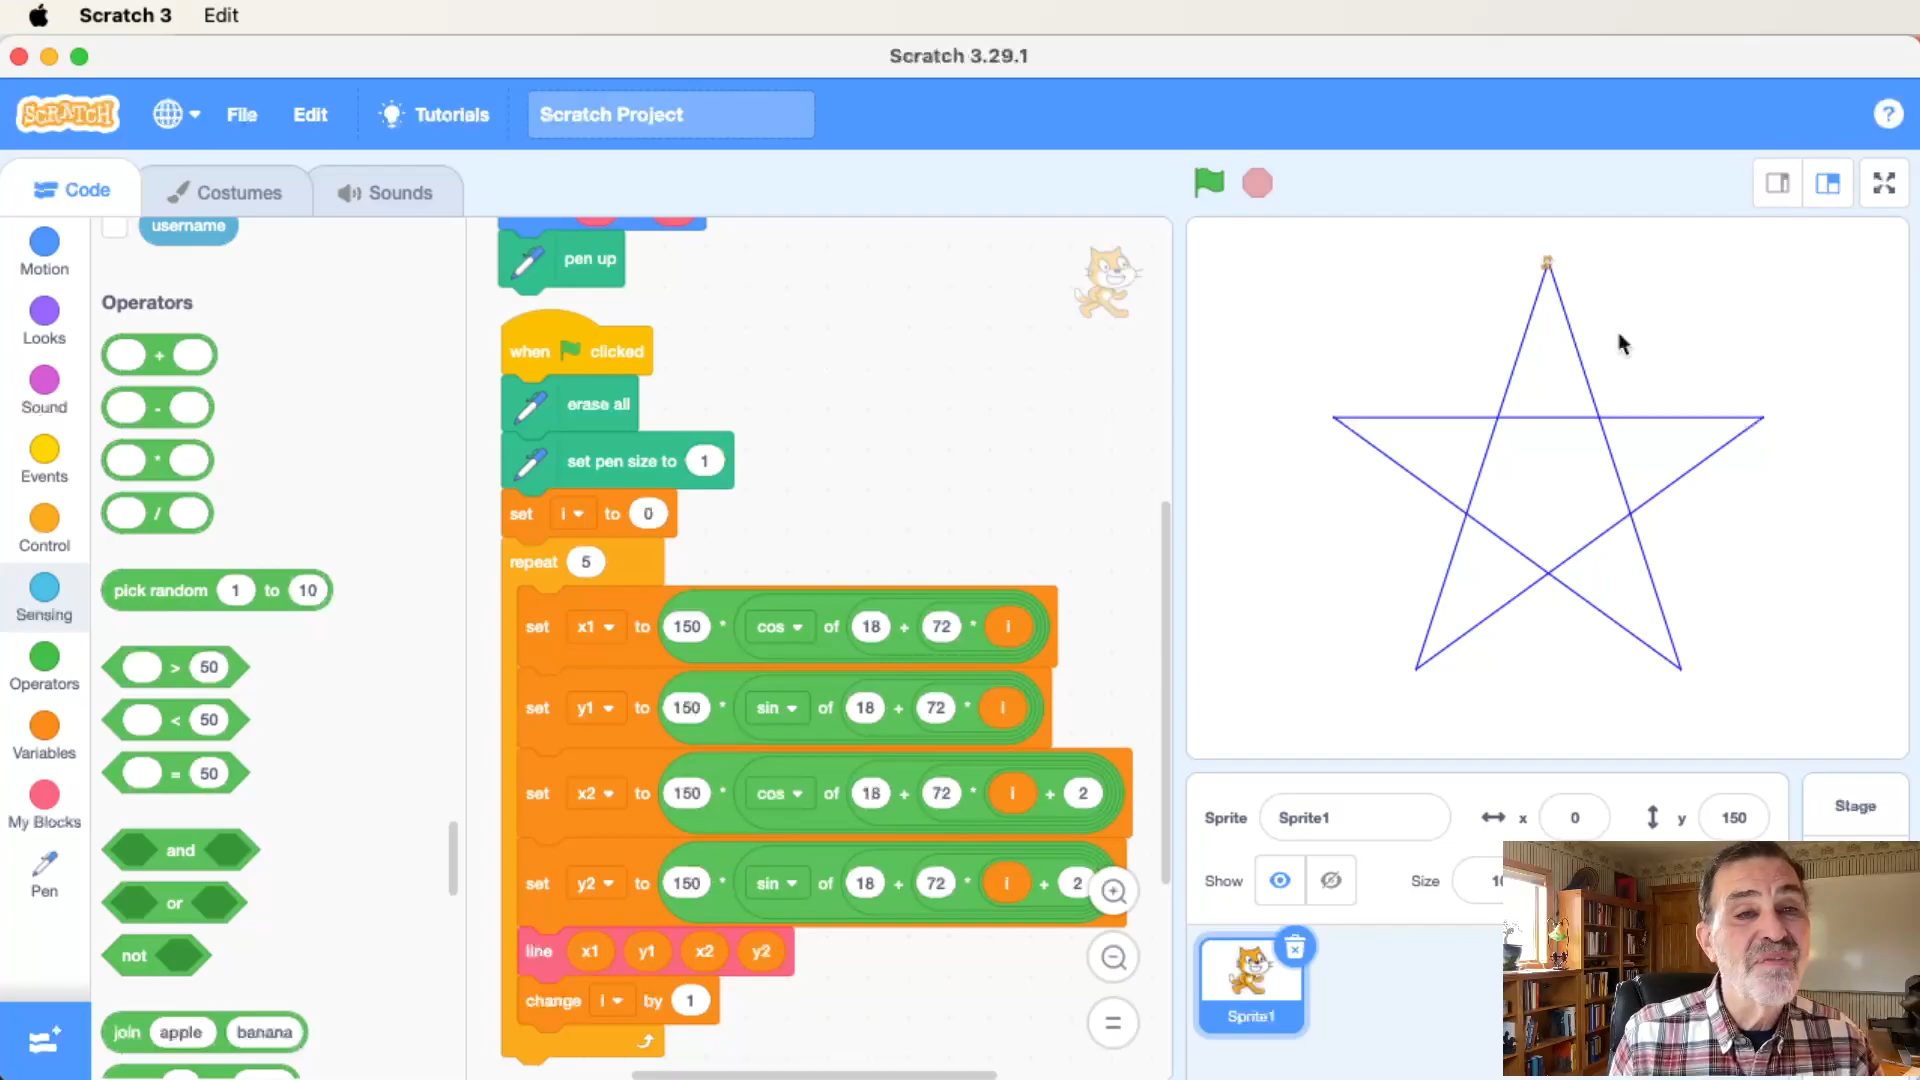 Scratch 3 Edit
Scratch 3.29.1
SCRATCH File Edit Tutorials Scratch Project ?
Code Costumes Sounds
Motion
Looks
Sound
Events
Control
Sensing
Operators
Variables
My Blocks
Pen
username
Operators
+
-
*
/
pick random 1 to 10
> 50
< 50
= 50
and
or
not
join apple banana
pen up
when clicked
erase all
set pen size to 1
set i to 0
repeat 5
set x1 to 150 * cos of 18 + 72 * i
set y1 to 150 * sin of 18 + 72 * i
set x2 to 150 * cos of 18 + 72 * i + 2
set y2 to 150 * sin of 18 + 72 * i + 2
line x1 y1 x2 y2
change i by 1
Sprite Sprite1 x 0 y 150
Show Size
Sprite1
Stage